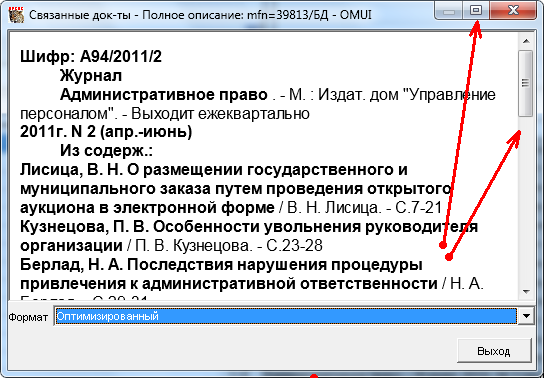 Связанные док-ты - Полное описание: mfn=39813/БД - OMUI
Шифр: А94/2011/2
Журнал
Административное право . - М. : Издат. дом "Управление
персоналом". - Выходит ежеквартально
2011г. N 2 (апр.-июнь)
Из содерж.:
Лисица, В. Н. О размещении государственного и
муниципального заказа путем проведения открытого
аукциона в электронной форме / В. Н. Лисица. - С.7-21
Кузнецова, П. В. Особенности увольнения руководителя
организации / П. В. Кузнецова. - С.23-28
Берлад, Н. А. Последствия нарушения процедуры
привлечения к административной ответственности / Н. А.
Формат Оптимизированный
Выход